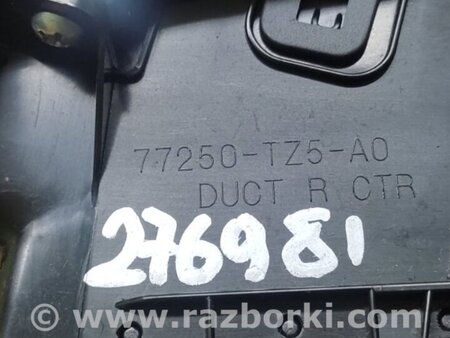 77250-TZ5-A0
DUCT R CTR
276981
© www.razborki.com